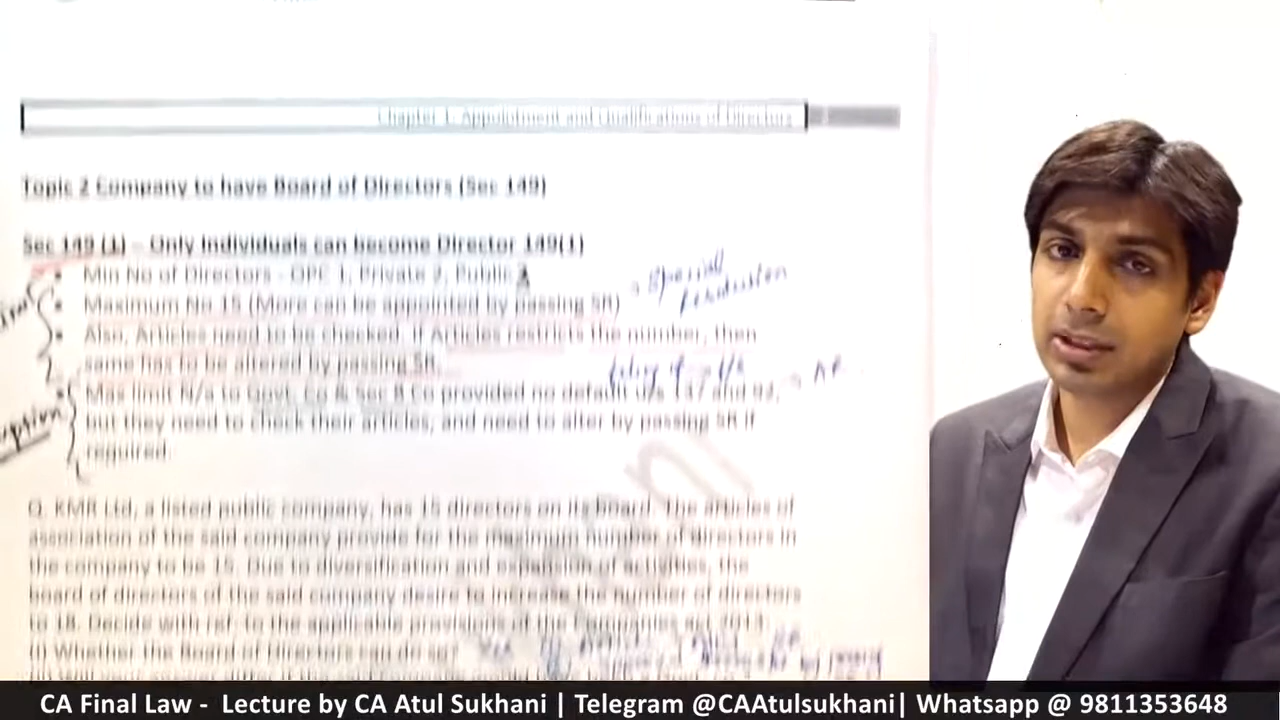 Chapter 1: Appointment and Qualifications of Directors
Topic 2 Company to have Board of Directors (Sec 149)
Sec 149 (1) - Only Individuals can become Director 149(1)
• Min No of Directors - OPC 1, Private 2, Public 3
• Maximum No 15 (More can be appointed by passing SR)
Special
Resolution
• Also, Articles need to be checked. If Articles restricts the number, then
same has to be altered by passing SR
• Max limit N/a to Govt. co & Sec 8 Co provided no default u/s 137 and 92,
but they need to check their articles, and need to alter by passing SR if
required.
Q. KMR Ltd, a listed public company, has 15 directors on its board. The articles of
association of the said company provide for the maximum number of directors in
the company to be 15. Due to diversification and expansion of activities, the
board of directors of the said company desire to increase the number of directors
to 18. Decide with ref. to the applicable provisions of the Companies act 2013
(i) Whether the Board of Directors can do so?
CA Final Law - Lecture by CA Atul Sukhani | Telegram @CAAtulsukhani| Whatsapp @ 9811353648